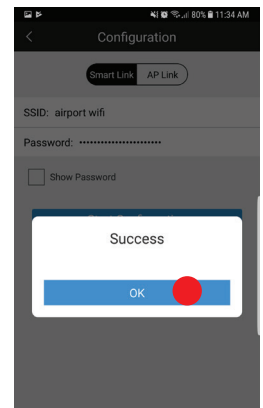 80% 11:34 AM
Configuration
Smart Link AP Link
SSID: airport wifi
Password: ••••••••••••••••••••••
Show Password
Success
OK